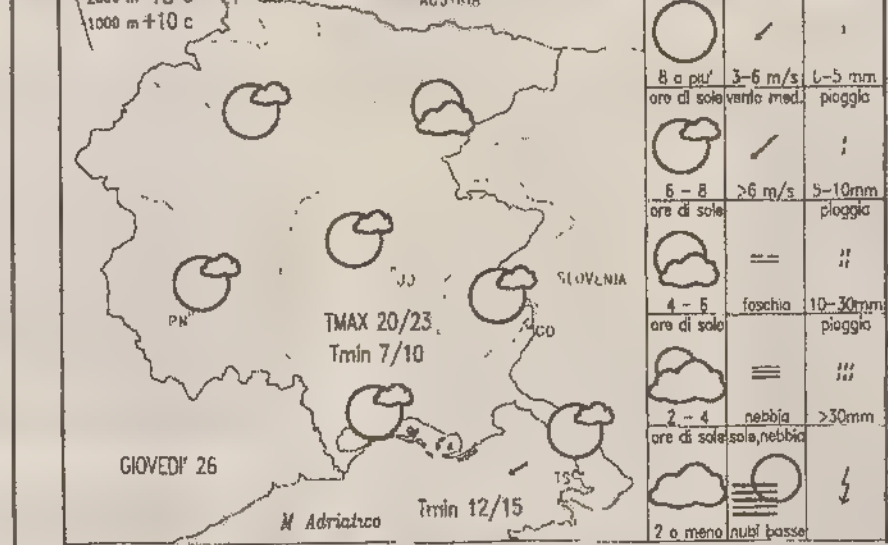 1000 m +10 c
8 o piu'
3-6 m/s
ore di sole
vento med.
pioggia
6 - 8
>6 m/s
5-10mm
ore di sole
pioggia
SLOVENIA
PN
TMAX 20/23
GO
Tmin 7/10
4 - 6
foschia
10-30mm
ore di sole
pioggia
2 - 4
nebbia
>30mm
ore di sole
sole,nebbia
GIOVEDI' 26
TS
M Adriatico
Tmin 12/15
2 o meno
nubi basse